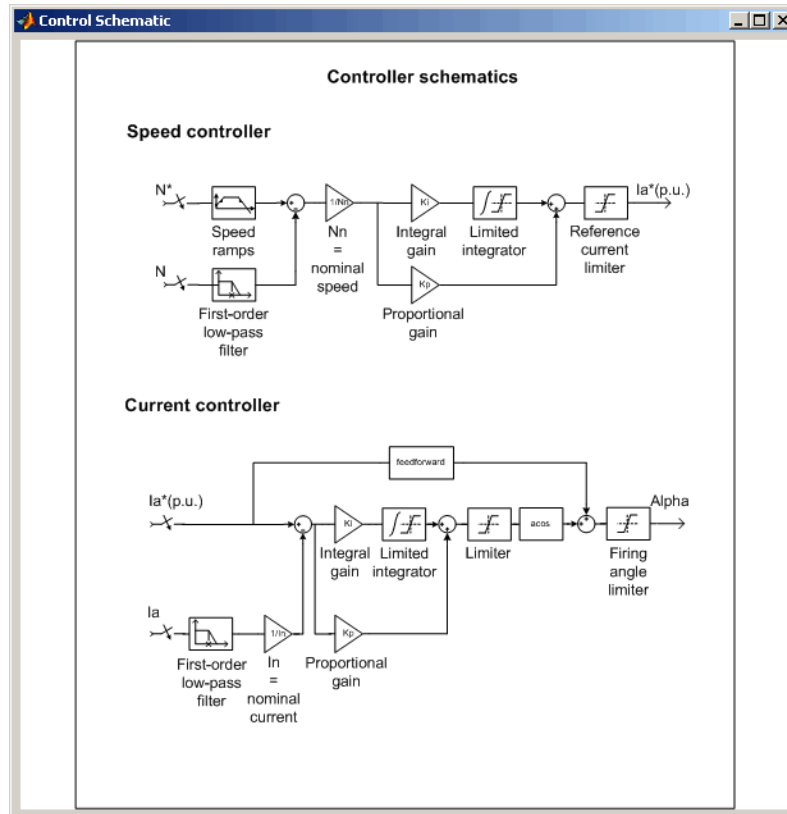 Control Schematic
Controller schematics
Speed controller
N*
Speed
ramps
1/Nn
Nn
=
nominal
speed
Ki
Integral
gain
Limited
integrator
Ia*(p.u.)
Reference
current
limiter
N
First-order
low-pass
filter
Kp
Proportional
gain
Current controller
feedforward
Ia*(p.u.)
Ki
Integral
gain
Limited
integrator
Limiter
acos
Alpha
Firing
angle
limiter
Ia
First-order
low-pass
filter
1/In
In
=
nominal
current
Kp
Proportional
gain